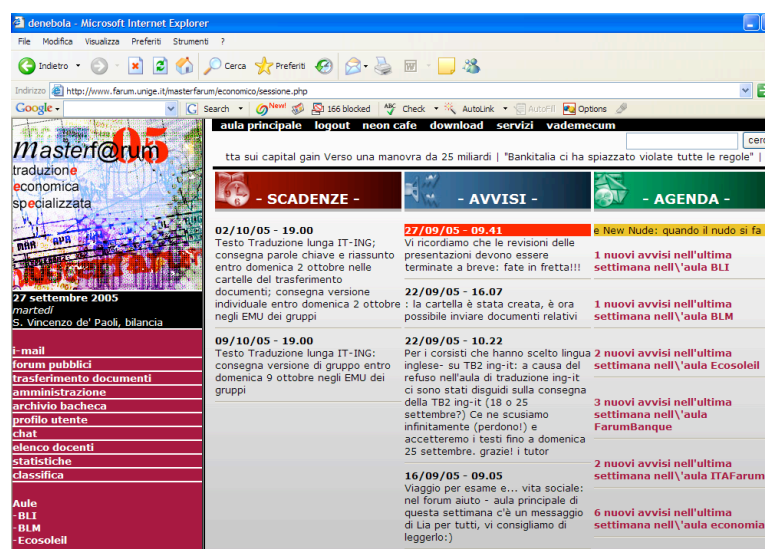 denebola - Microsoft Internet Explorer
File Modifica Visualizza Preferiti Strumenti ?
Indietro Cerca Preferiti
Indirizzo http://www.farum.unige.it/masterfarum/economico/sessione.php
Google Search New! 166 blocked Check AutoLink AutoFill Options
aula principale logout neon cafe download servizi vademecum
cerc
tta sui capital gain Verso una manovra da 25 miliardi | "Bankitalia ci ha spiazzato violate tutte le regole" |
05
masterf@rum
traduzione
economica
specializzata
27 settembre 2005
martedí
S. Vincenzo de' Paoli, bilancia
i-mail
forum pubblici
trasferimento documenti
amministrazione
archivio bacheca
profilo utente
chat
elenco docenti
statistiche
classifica
Aule
-BLI
-BLM
-Ecosoleil
- SCADENZE -
02/10/05 - 19.00
Testo Traduzione lunga IT-ING;
consegna parole chiave e riassunto
entro domenica 2 ottobre nelle
cartelle del trasferimento
documenti; consegna versione
individuale entro domenica 2 ottobre
negli EMU dei gruppi
09/10/05 - 19.00
Testo Traduzione lunga IT-ING:
consegna versione di gruppo entro
domenica 9 ottobre negli EMU dei
gruppi
- AVVISI -
27/09/05 - 09.41
Vi ricordiamo che le revisioni delle
presentazioni devono essere
terminate a breve: fate in fretta!!!
22/09/05 - 16.07
: la cartella è stata creata, è ora
possibile inviare documenti relativi
22/09/05 - 10.22
Per i corsisti che hanno scelto lingua
inglese- su TB2 ing-it: a causa del
refuso nell'aula di traduzione ing-it
ci sono stati disguidi sulla consegna
della TB2 ing-it (18 o 25
settembre?) Ce ne scusiamo
infinitamente (perdono!) e
accetteremo i testi fino a domenica
25 settembre. grazie! i tutor
16/09/05 - 09.05
Viaggio per esame e... vita sociale:
nel forum aiuto - aula principale di
questa settimana c'è un messaggio
di Lia per tutti, vi consigliamo di
leggerlo:)
- AGENDA -
e New Nude: quando il nudo si fa
1 nuovi avvisi nell'ultima
settimana nell\'aula BLI
1 nuovi avvisi nell'ultima
settimana nell\'aula BLM
2 nuovi avvisi nell'ultima
settimana nell\'aula Ecosoleil
3 nuovi avvisi nell'ultima
settimana nell\'aula
FarumBanque
2 nuovi avvisi nell'ultima
settimana nell\'aula ITAFarum
6 nuovi avvisi nell'ultima
settimana nell\'aula economia